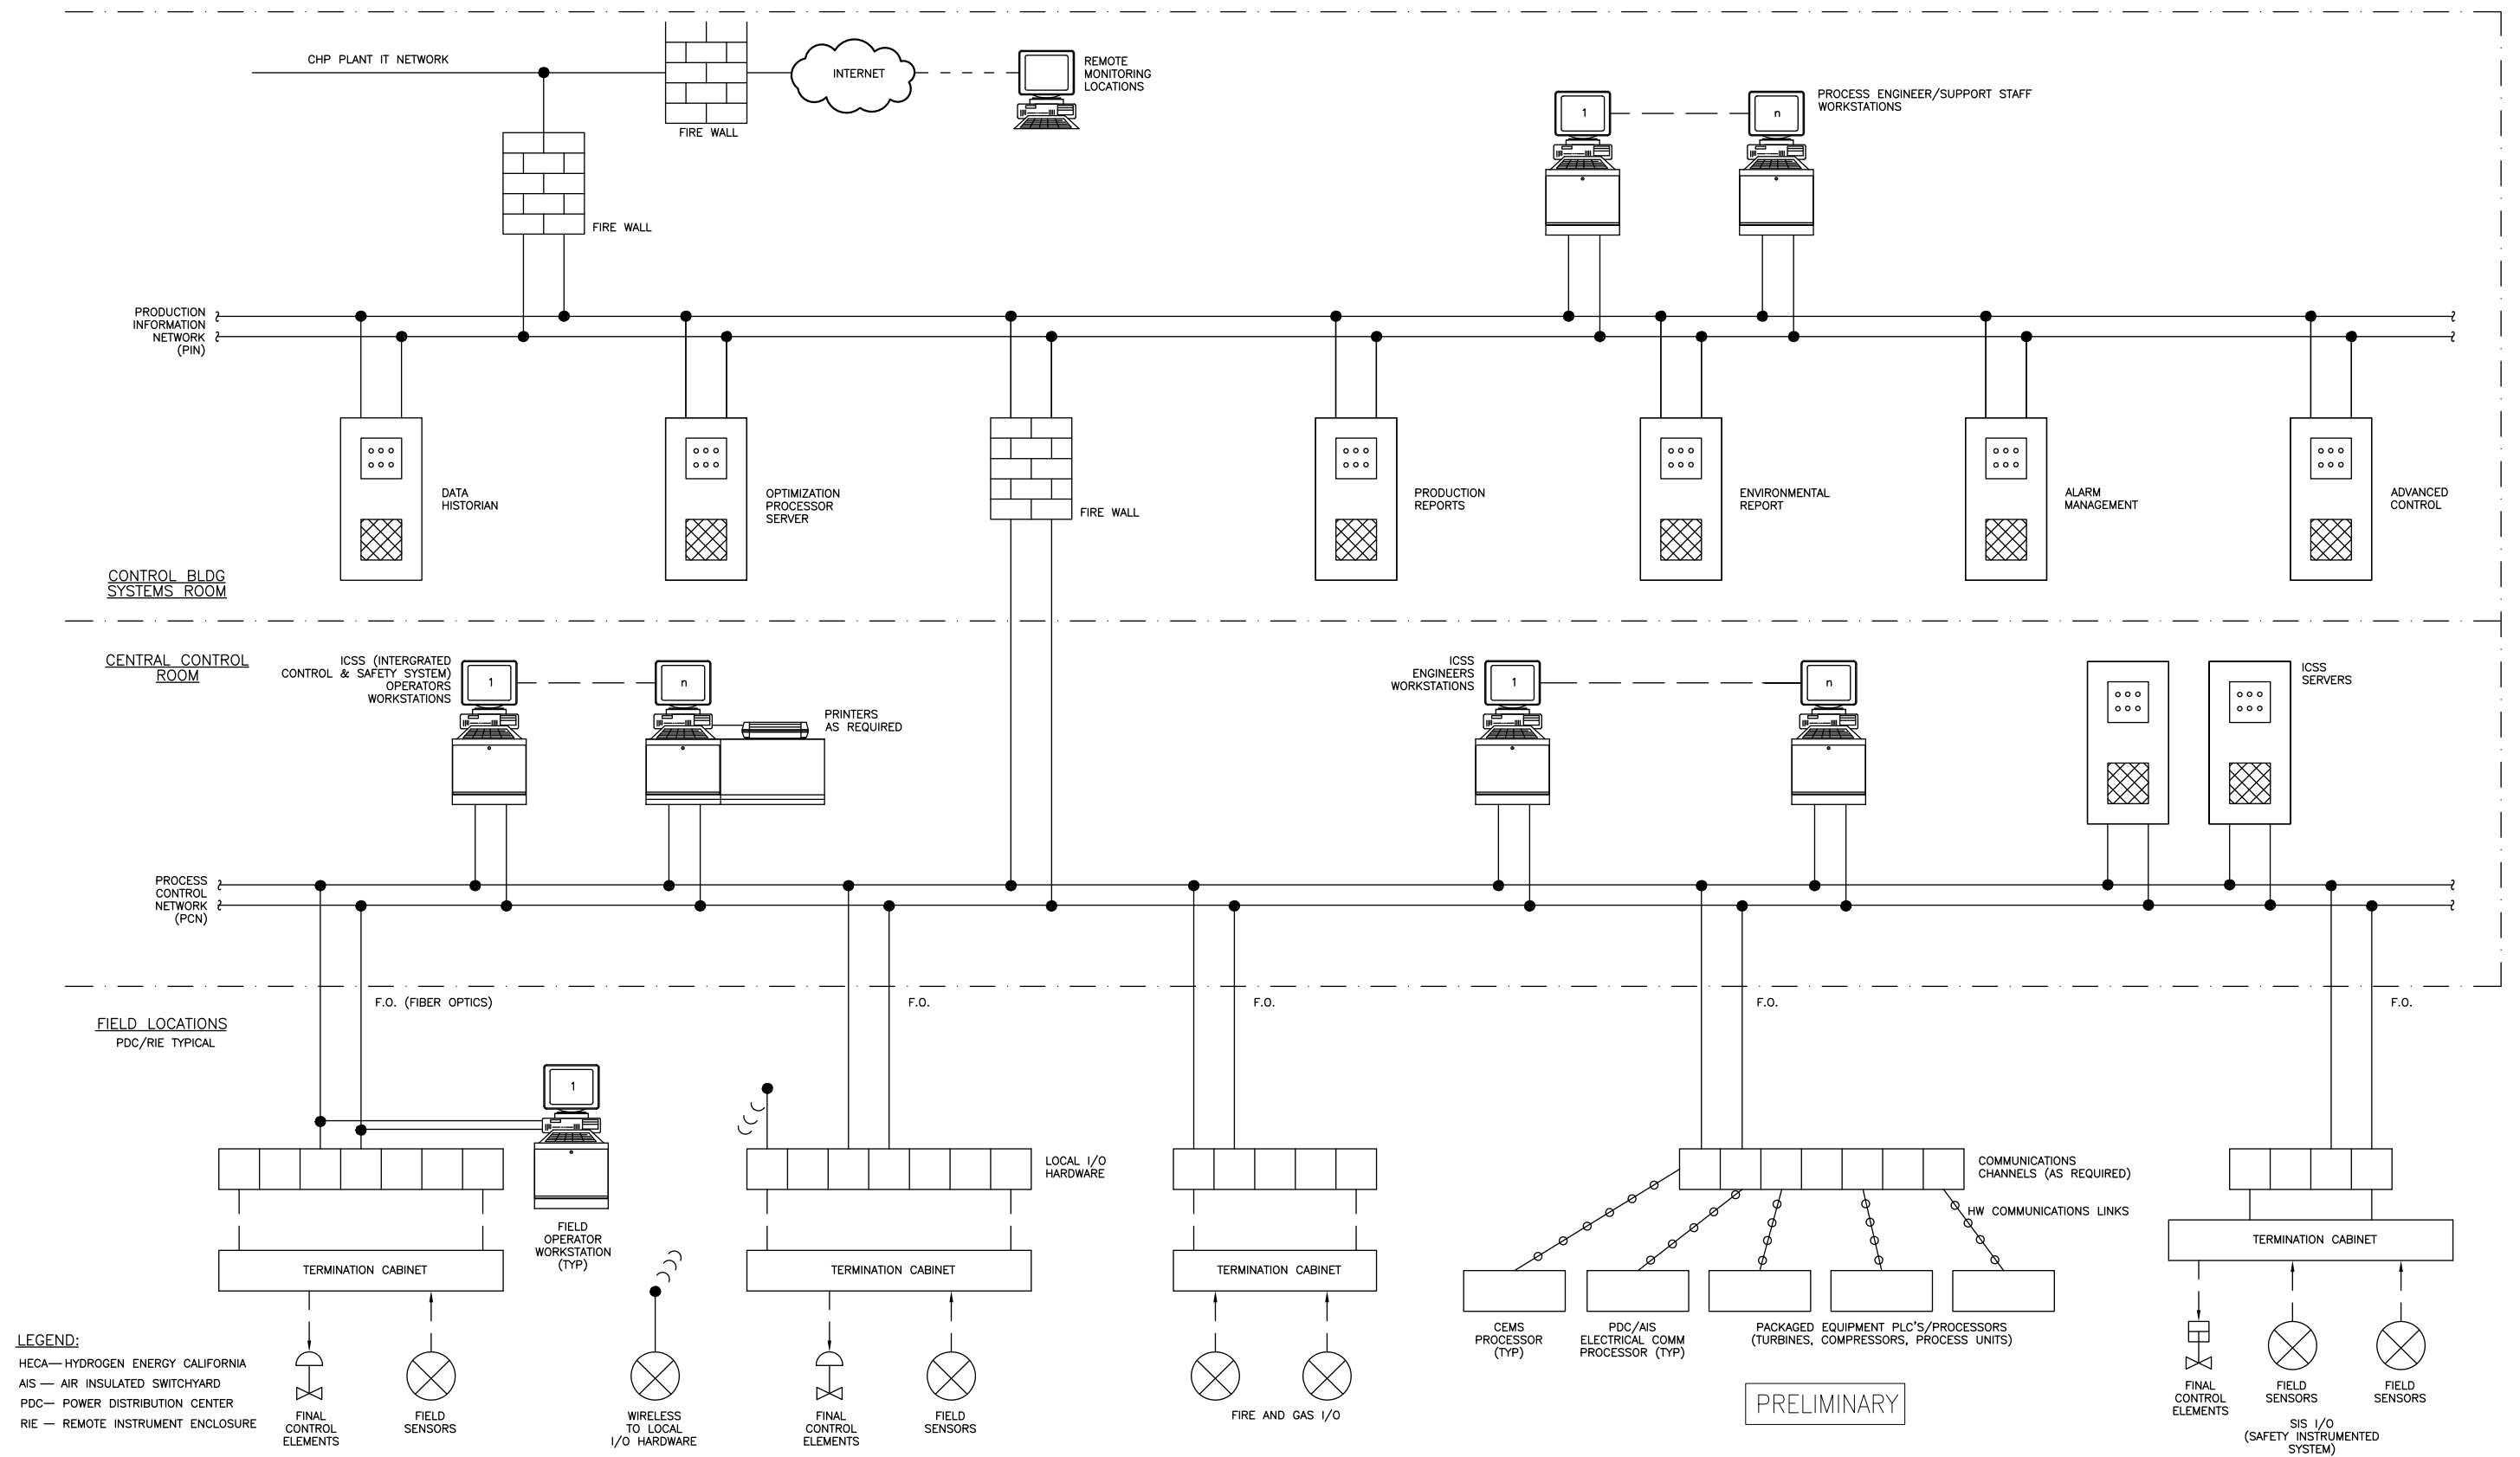 CHP PLANT IT NETWORK
FIRE WALL
INTERNET
REMOTE
MONITORING
LOCATIONS
1
n
PROCESS ENGINEER/SUPPORT STAFF
WORKSTATIONS
FIRE WALL
PRODUCTION
INFORMATION
NETWORK
(PIN)
DATA
HISTORIAN
OPTIMIZATION
PROCESSOR
SERVER
FIRE WALL
PRODUCTION
REPORTS
ENVIRONMENTAL
REPORT
ALARM
MANAGEMENT
ADVANCED
CONTROL
CONTROL BLDG
SYSTEMS ROOM
CENTRAL CONTROL
ROOM
ICSS (INTERGRATED
CONTROL & SAFETY SYSTEM)
OPERATORS
WORKSTATIONS
1
n
PRINTERS
AS REQUIRED
ICSS
ENGINEERS
WORKSTATIONS
1
n
ICSS
SERVERS
PROCESS
CONTROL
NETWORK
(PCN)
F.O. (FIBER OPTICS)
F.O.
F.O.
F.O.
F.O.
FIELD LOCATIONS
PDC/RIE TYPICAL
1
FIELD
OPERATOR
WORKSTATION
(TYP)
LOCAL I/O
HARDWARE
COMMUNICATIONS
CHANNELS (AS REQUIRED)
HW COMMUNICATIONS LINKS
TERMINATION CABINET
TERMINATION CABINET
TERMINATION CABINET
TERMINATION CABINET
CEMS
PROCESSOR
(TYP)
PDC/AIS
ELECTRICAL COMM
PROCESSOR (TYP)
PACKAGED EQUIPMENT PLC'S/PROCESSORS
(TURBINES, COMPRESSORS, PROCESS UNITS)
FINAL
CONTROL
ELEMENTS
FIELD
SENSORS
WIRELESS
TO LOCAL
I/O HARDWARE
FINAL
CONTROL
ELEMENTS
FIELD
SENSORS
FIRE AND GAS I/O
FINAL
CONTROL
ELEMENTS
FIELD
SENSORS
FIELD
SENSORS
SIS I/O
(SAFETY INSTRUMENTED
SYSTEM)
PRELIMINARY
LEGEND:
HECA—HYDROGEN ENERGY CALIFORNIA
AIS — AIR INSULATED SWITCHYARD
PDC— POWER DISTRIBUTION CENTER
RIE — REMOTE INSTRUMENT ENCLOSURE